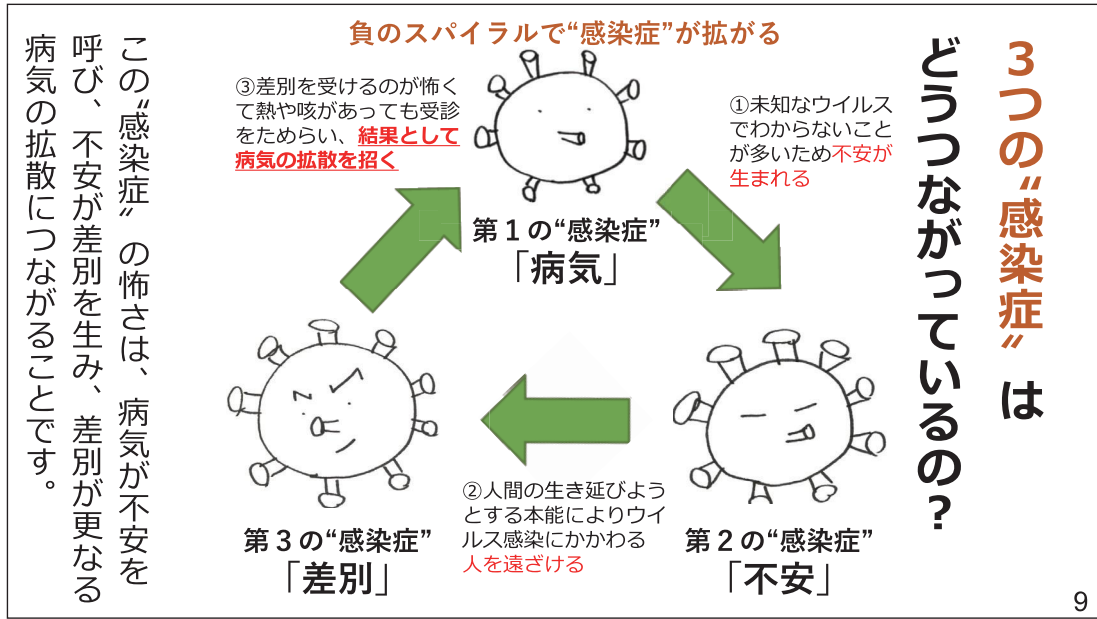 ３つの“感染症”は
どうつながっているの？
負のスパイラルで“感染症”が拡がる
①未知なウイルス
でわからないこと
が多いため不安が
生まれる
第１の“感染症”
「病気」
第２の“感染症”
「不安」
②人間の生き延びよう
とする本能によりウイ
ルス感染にかかわる
人を遠ざける
第３の“感染症”
「差別」
③差別を受けるのが怖く
て熱や咳があっても受診
をためらい、結果として
病気の拡散を招く
この“感染症”の怖さは、病気が不安を
呼び、不安が差別を生み、差別が更なる
病気の拡散につながることです。
9